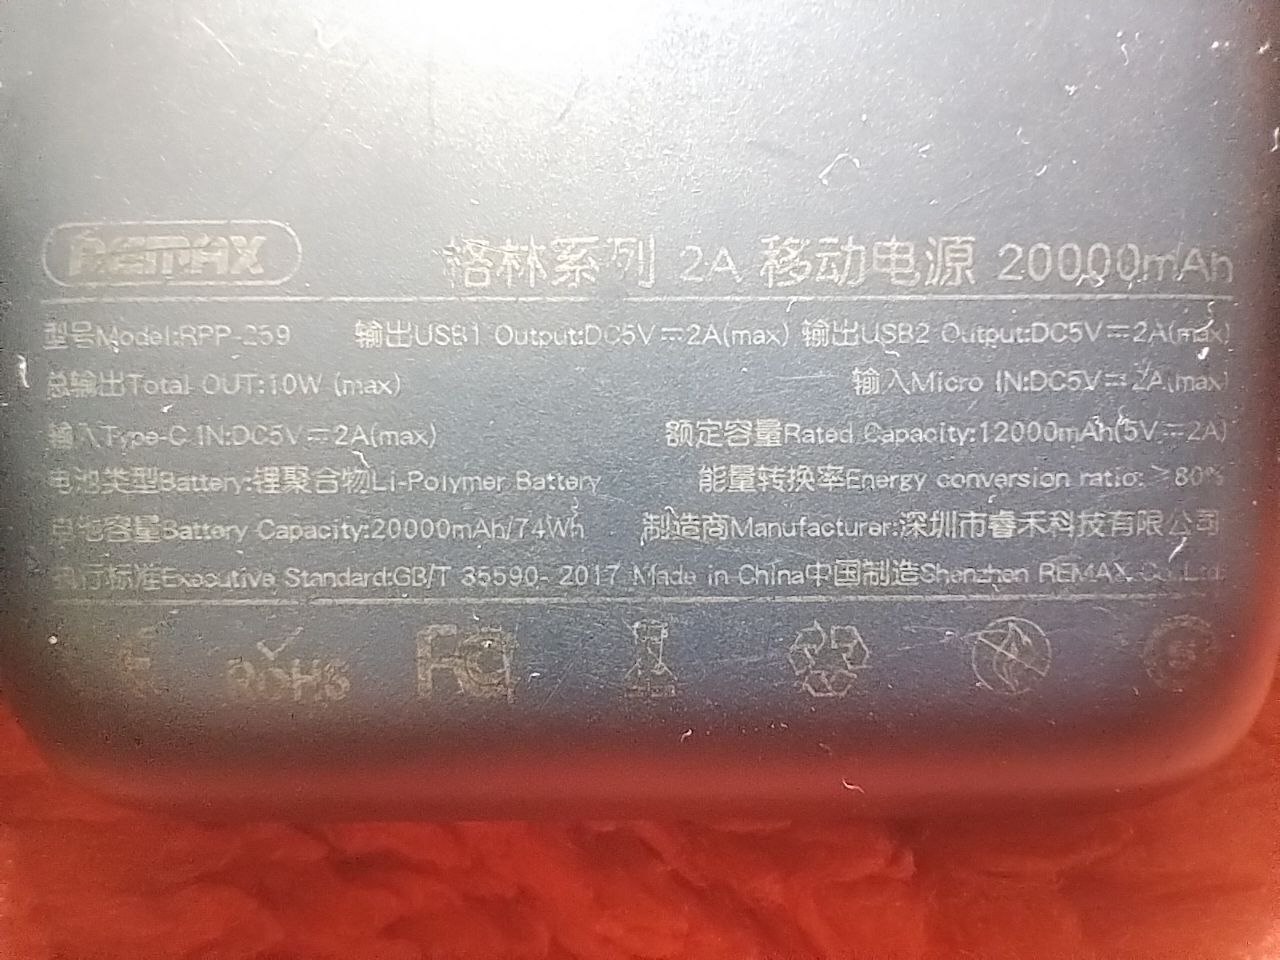 REMAX
格林系列 2A 移动电源 20000mAh
型号Model:RPP-259 输出USB1 Output:DC5V⎓2A(max) 输出USB2 Output:DC5V⎓2A(max)
总输出Total OUT:10W (max) 输入Micro IN:DC5V⎓2A(max)
输入Type-C IN:DC5V⎓2A(max) 额定容量Rated Capacity:12000mAh(5V⎓2A)
电池类型Battery:锂聚合物Li-Polymer Battery 能量转换率Energy conversion ratio: ≥80%
电池容量Battery Capacity:20000mAh/74Wh 制造商Manufacturer:深圳市睿禾科技有限公司
执行标准Executive Standard:GB/T 35590- 2017 Made in China中国制造Shenzhen REMAX Co.,Ltd.
CE RoHS FC